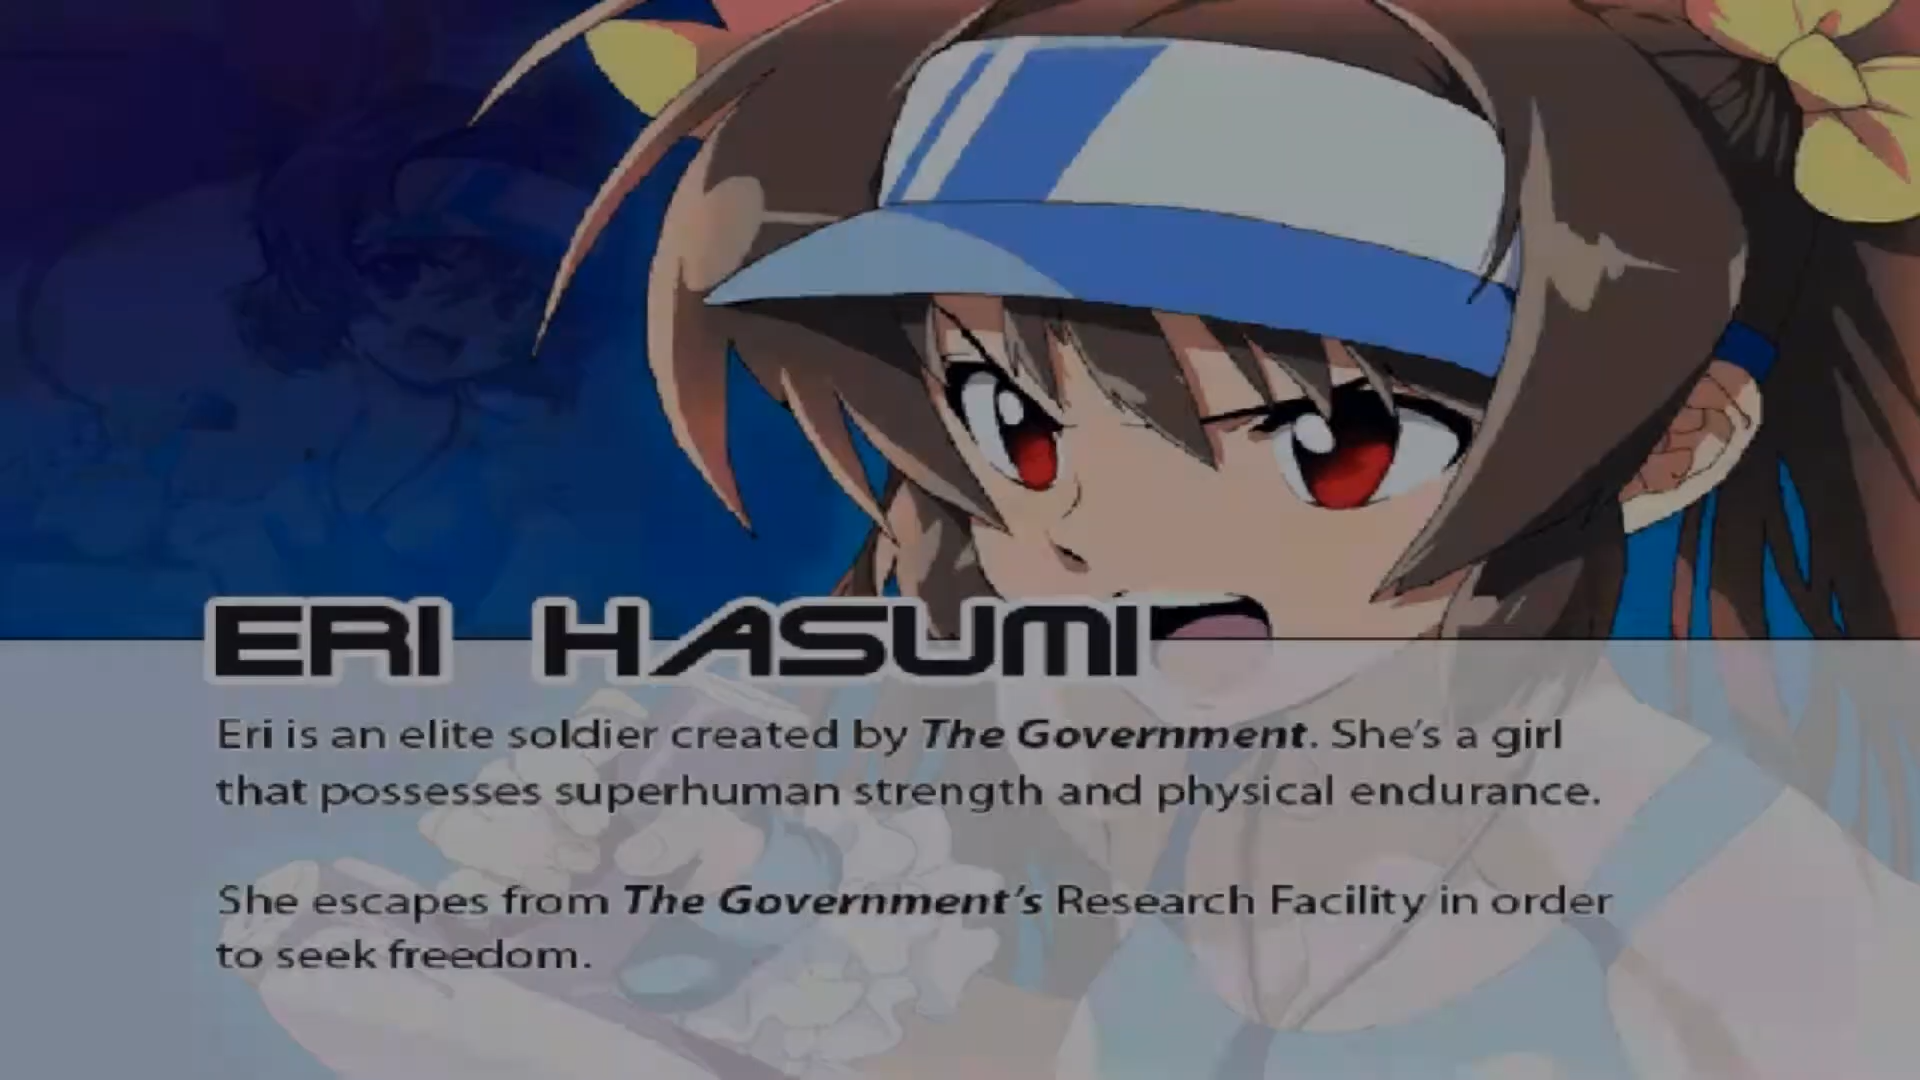 ERI HASUMI
Eri is an elite soldier created by The Government. She's a girl
that possesses superhuman strength and physical endurance.
She escapes from The Government's Research Facility in order
to seek freedom.